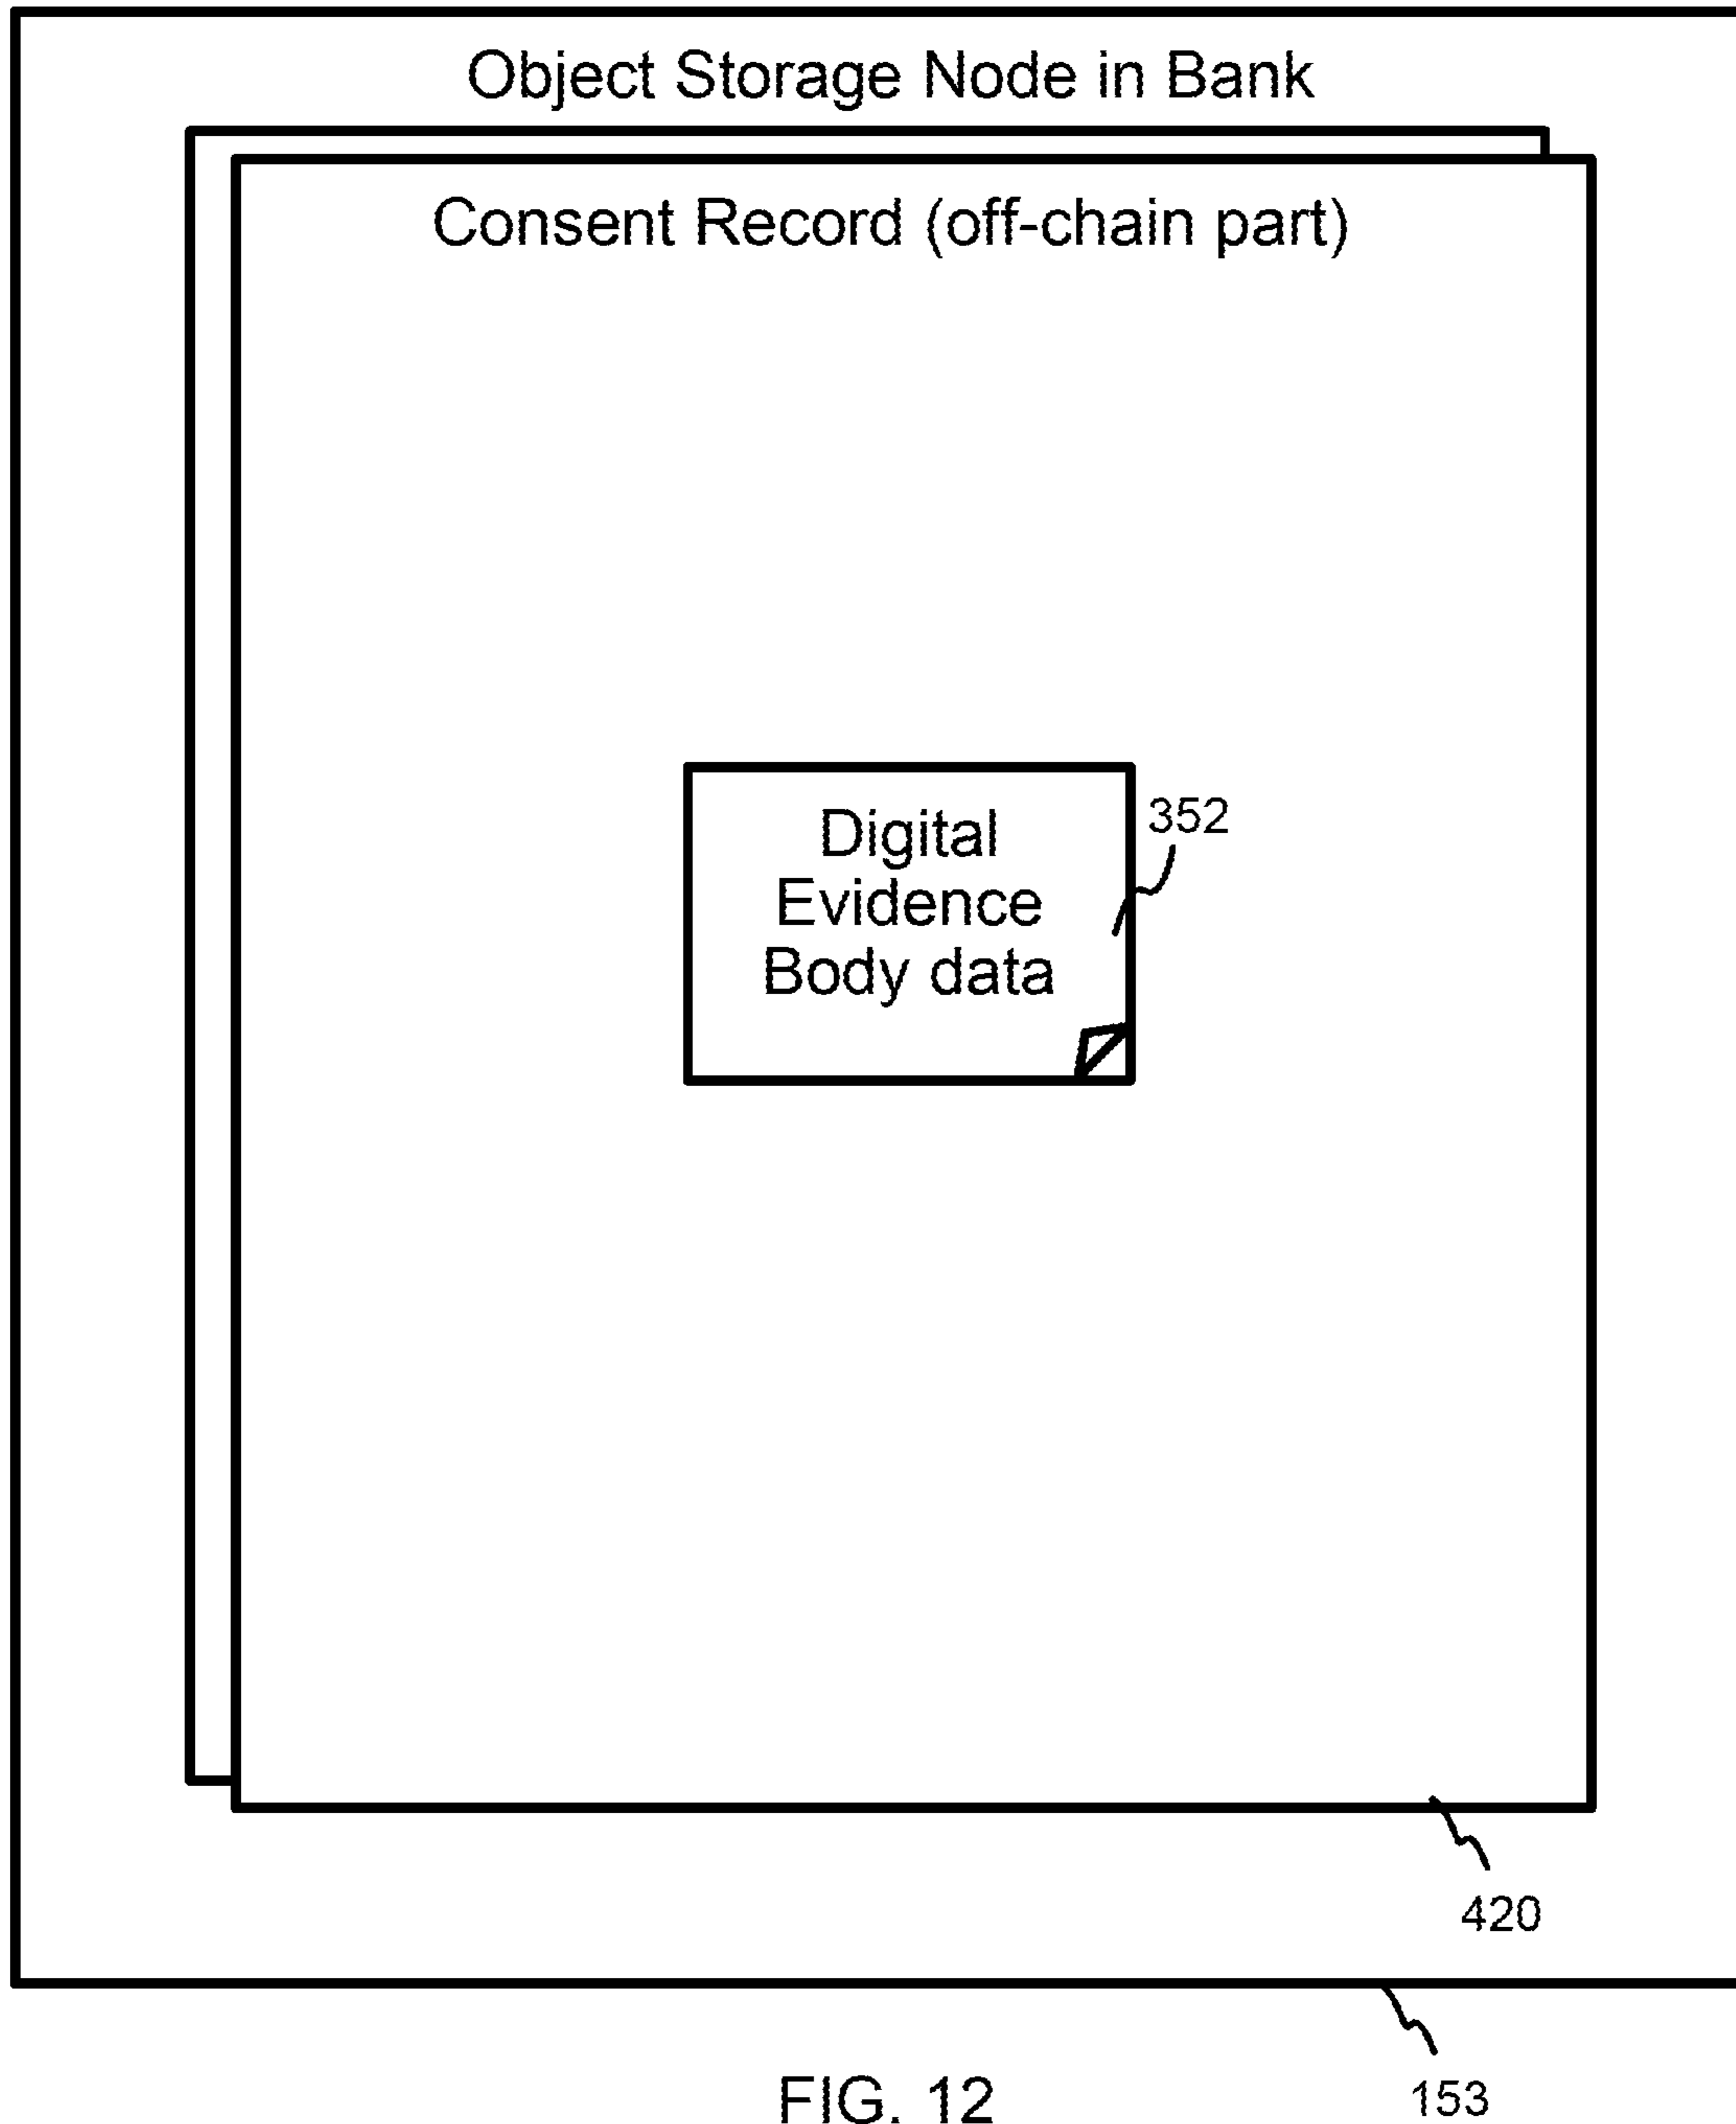 Object Storage Node in Bank
Consent Record (off-chain part)
Digital
Evidence
Body data
352
420
153
FIG. 12